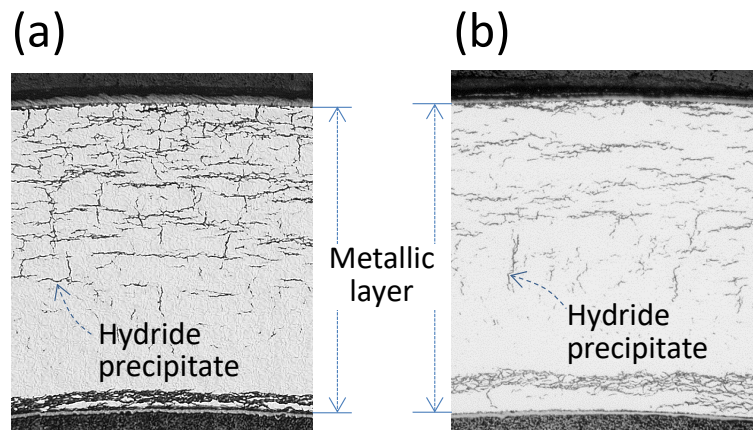 (a)
(b)
Metallic
layer
Hydride
precipitate
Hydride
precipitate